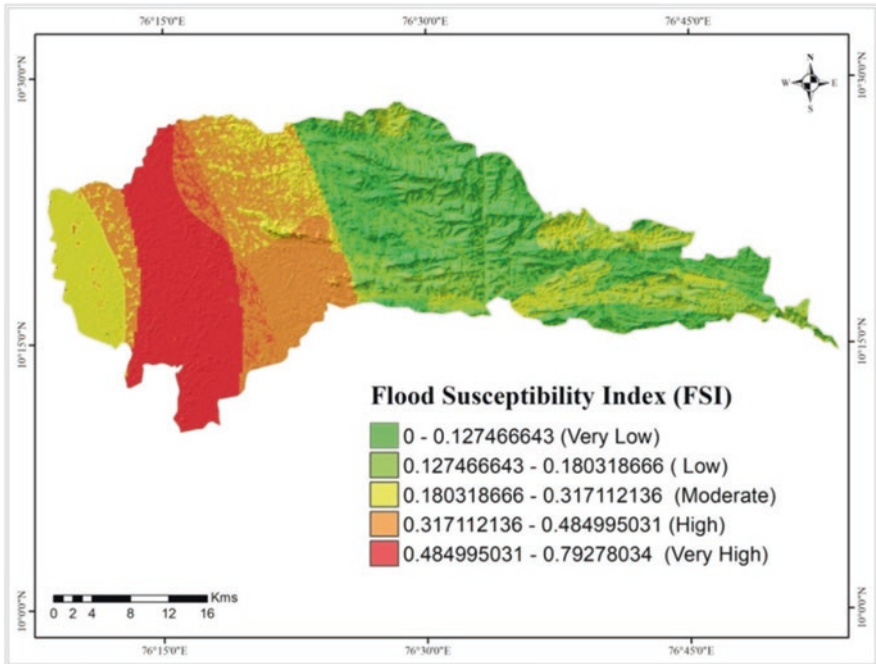 76°15'0"E 76°30'0"E 76°45'0"E
10°30'0"N 10°30'0"N
N
W E
S
10°15'0"N 10°15'0"N
Flood Susceptibility Index (FSI)
0 - 0.127466643 (Very Low)
0.127466643 - 0.180318666 ( Low)
0.180318666 - 0.317112136 (Moderate)
0.317112136 - 0.484995031 (High)
0.484995031 - 0.79278034 (Very High)
Kms
0 2 4 8 12 16
10°0'0"N 10°0'0"N
76°15'0"E 76°30'0"E 76°45'0"E